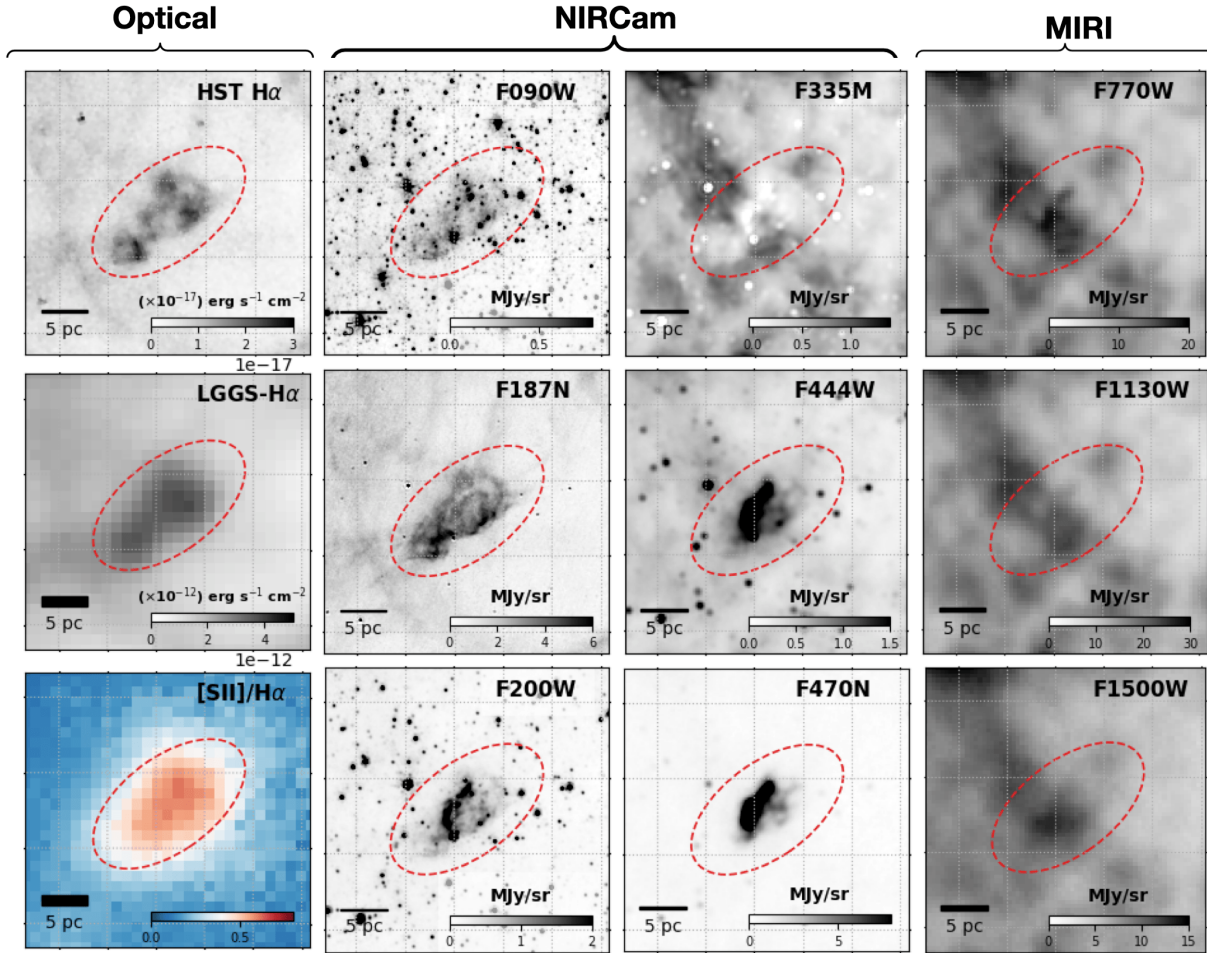 Optical
NIRCam
MIRI
HST Hα
(×10⁻¹⁷) erg s⁻¹ cm⁻²
5 pc
0 1 2 3
1e−17
F090W
MJy/sr
5 pc
0.0 0.5
F335M
MJy/sr
5 pc
0.0 0.5 1.0
F770W
MJy/sr
5 pc
0 10 20
LGGS-Hα
(×10⁻¹²) erg s⁻¹ cm⁻²
5 pc
0 2 4
1e−12
F187N
MJy/sr
5 pc
0 2 4 6
F444W
MJy/sr
5 pc
0.0 0.5 1.0 1.5
F1130W
MJy/sr
5 pc
0 10 20 30
[SII]/Hα
5 pc
0.0 0.5
F200W
MJy/sr
5 pc
0 1 2
F470N
MJy/sr
5 pc
0 5
F1500W
MJy/sr
5 pc
0 5 10 15